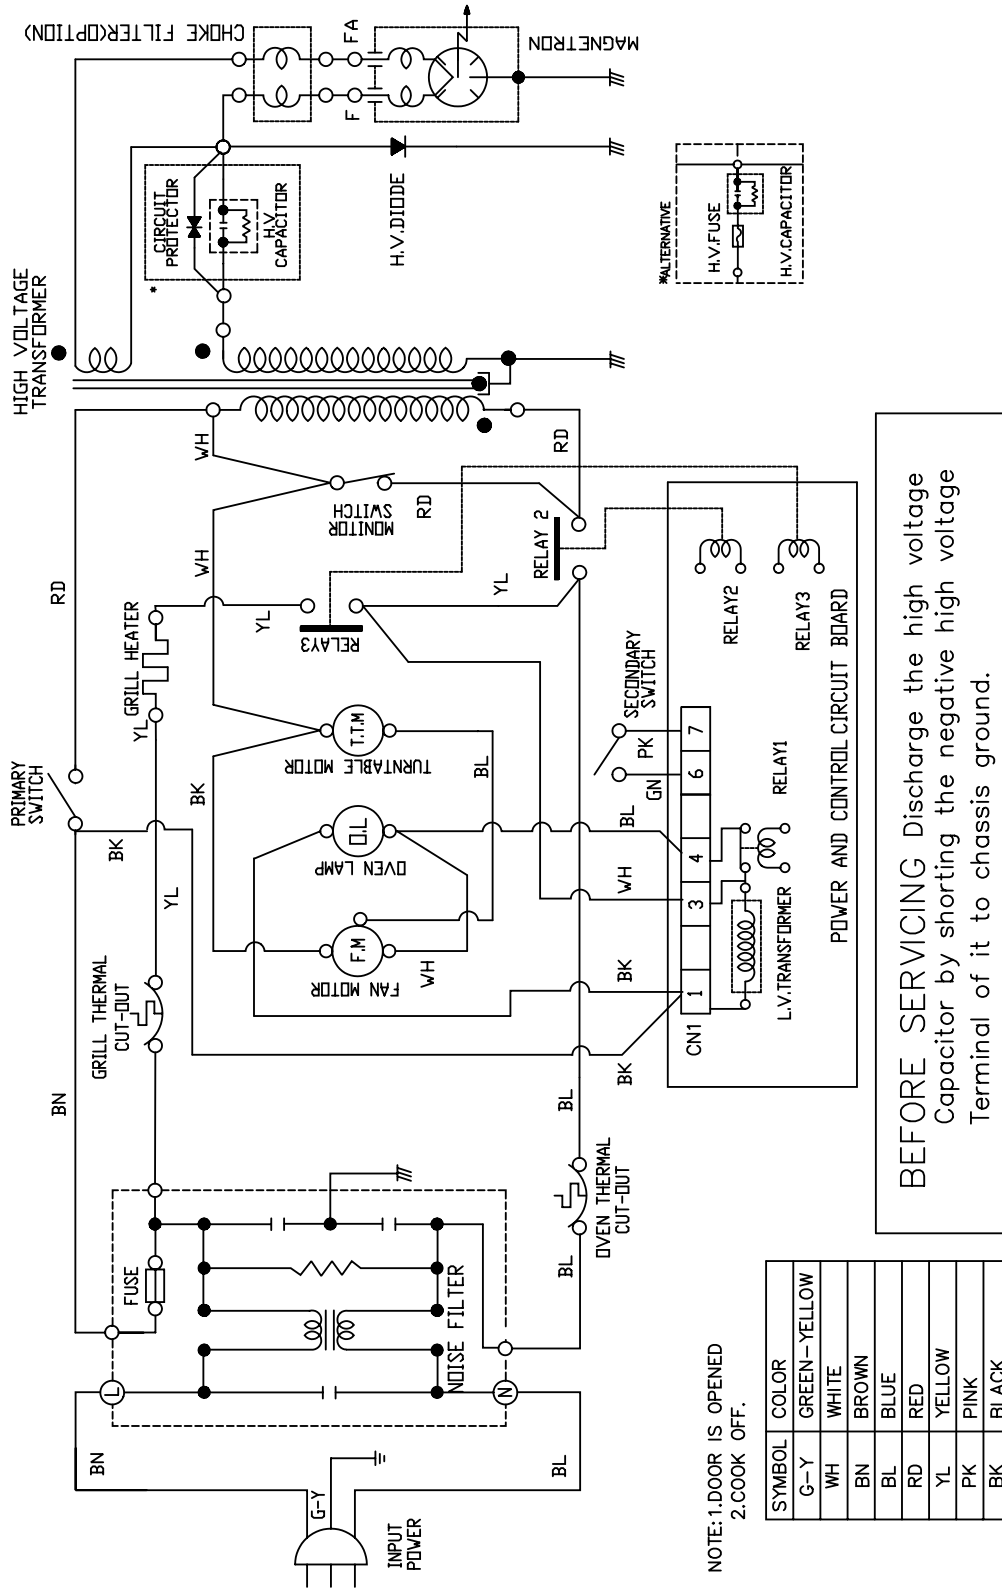 HIGH VOLTAGE
TRANSFORMER
CHOKE FILTER(OPTION)
FA
F
MAGNETRON
CIRCUIT
PROTECTOR
H.V
CAPACITOR
*
H.V.DIODE
*ALTERNATIVE
H.V.FUSE
H.V.CAPACITOR
PRIMARY
SWITCH
RD
WH
RD
MONITOR
SWITCH
RD
WH
RELAY 2
GRILL HEATER
YL
YL
RELAY3
YL
T.T.M
TURNTABLE MOTOR
BK
BL
SECONDARY
SWITCH
PK
GN
RELAY2
RELAY3
RELAY1
BK
YL
O.L
OVEN LAMP
BL
WH
F.M
FAN MOTOR
WH
BK
BK
CN1
1
3
4
6
7
L.V.TRANSFORMER
POWER AND CONTROL CIRCUIT BOARD
GRILL THERMAL
CUT-OUT
BN
BL
OVEN THERMAL
CUT-OUT
BL
FUSE
NOISE FILTER
L
N
BN
G-Y
BL
INPUT
POWER
BEFORE SERVICING Discharge the high voltage
Capacitor by shorting the negative high voltage
Terminal of it to chassis ground.
NOTE:1.DOOR IS OPENED
2.COOK OFF.
SYMBOL COLOR
G-Y GREEN-YELLOW
WH WHITE
BN BROWN
BL BLUE
RD RED
YL YELLOW
PK PINK
BK BLACK